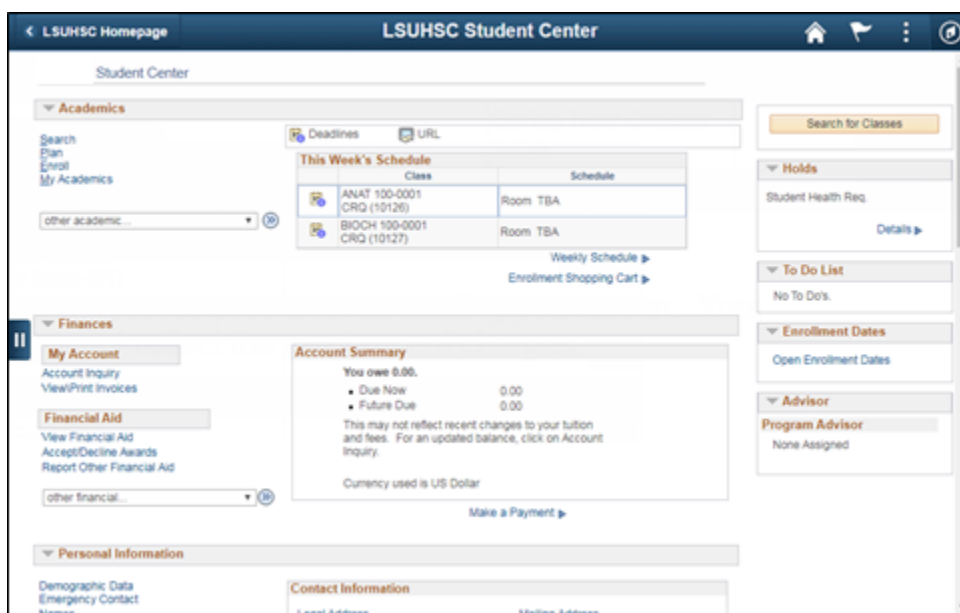 LSUHSC Homepage
LSUHSC Student Center
Student Center
Academics
Search
Plan
Enroll
My Academics
other academic...
Deadlines
URL
This Week's Schedule
Class
Schedule
ANAT 100-0001
CRQ (10126)
Room TBA
BIOCH 100-0001
CRQ (10127)
Room TBA
Weekly Schedule
Enrollment Shopping Cart
Search for Classes
Holds
Student Health Req.
Details
To Do List
No To Do's.
Enrollment Dates
Open Enrollment Dates
Advisor
Program Advisor
None Assigned
Finances
My Account
Account Inquiry
View\Print Invoices
Financial Aid
View Financial Aid
Accept/Decline Awards
Report Other Financial Aid
other financial...
Account Summary
You owe 0.00.
Due Now 0.00
Future Due 0.00
This may not reflect recent changes to your tuition
and fees. For an updated balance, click on Account
Inquiry.
Currency used is US Dollar
Make a Payment
Personal Information
Demographic Data
Emergency Contact
Names
Contact Information
Legal Address
Mailing Address